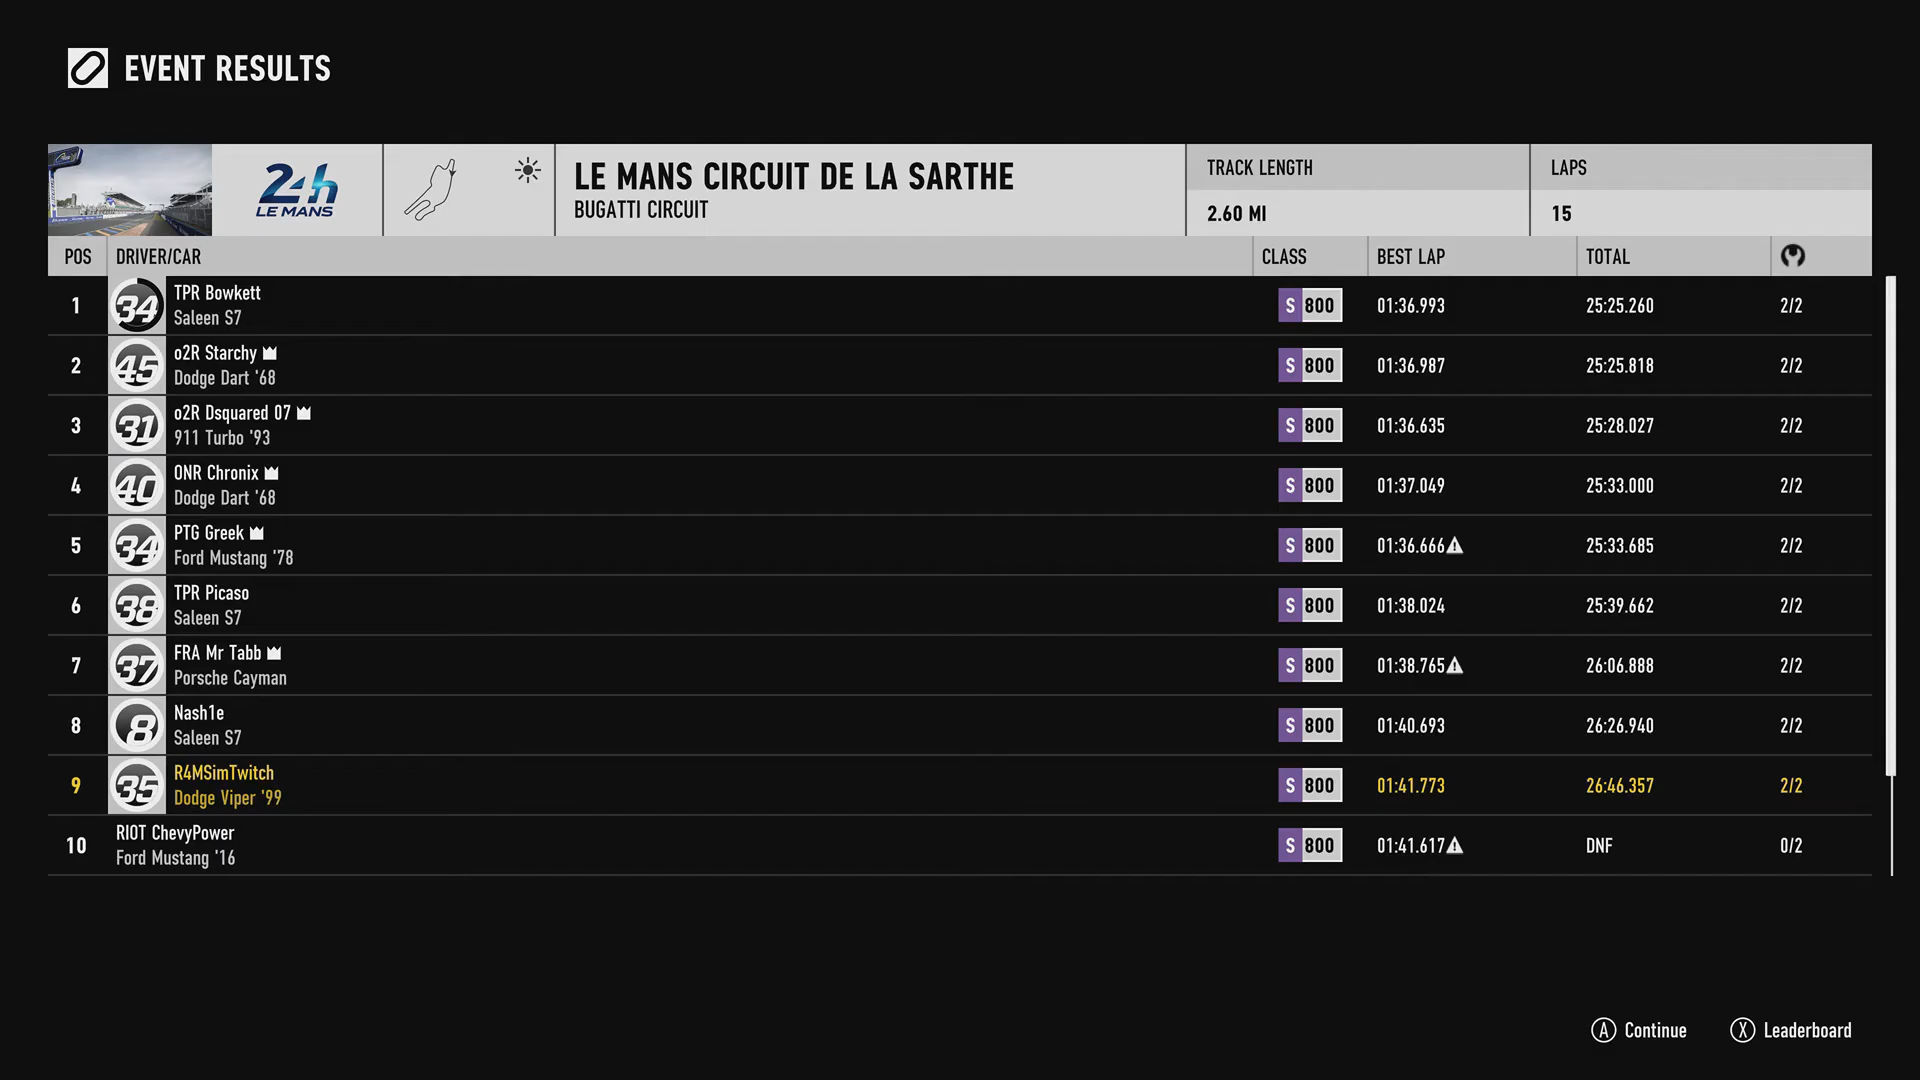 EVENT RESULTS
24h
LE MANS
LE MANS CIRCUIT DE LA SARTHE
BUGATTI CIRCUIT
TRACK LENGTH
2.60 MI
LAPS
15
POS DRIVER/CAR CLASS BEST LAP TOTAL
1 34 TPR Bowkett S 800 01:36.993 25:25.260 2/2
Saleen S7
2 45 o2R Starchy S 800 01:36.987 25:25.818 2/2
Dodge Dart '68
3 31 o2R Dsquared 07 S 800 01:36.635 25:28.027 2/2
911 Turbo '93
4 40 ONR Chronix S 800 01:37.049 25:33.000 2/2
Dodge Dart '68
5 34 PTG Greek S 800 01:36.666 25:33.685 2/2
Ford Mustang '78
6 38 TPR Picaso S 800 01:38.024 25:39.662 2/2
Saleen S7
7 37 FRA Mr Tabb S 800 01:38.765 26:06.888 2/2
Porsche Cayman
8 8 Nash1e S 800 01:40.693 26:26.940 2/2
Saleen S7
9 35 R4MSimTwitch S 800 01:41.773 26:46.357 2/2
Dodge Viper '99
10 RIOT ChevyPower S 800 01:41.617 DNF 0/2
Ford Mustang '16
A Continue X Leaderboard